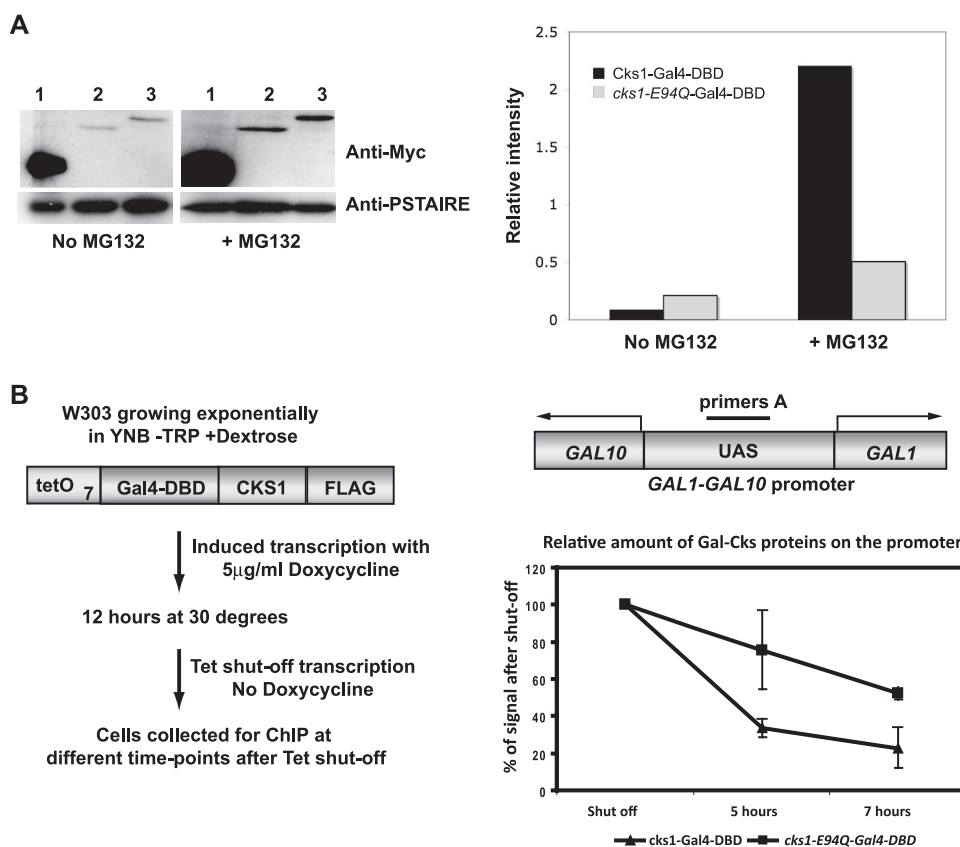 A
1 2 3 1 2 3
Anti-Myc
Anti-PSTAIRE
No MG132 + MG132
2.5
2
1.5
1
0.5
0
Relative intensity
Cks1-Gal4-DBD
cks1-E94Q-Gal4-DBD
No MG132 + MG132
B
W303 growing exponentially
in YNB -TRP +Dextrose
tetO 7 Gal4-DBD CKS1 FLAG
Induced transcription with
5μg/ml Doxycycline
12 hours at 30 degrees
Tet shut-off transcription
No Doxycycline
Cells collected for ChIP at
different time-points after Tet shut-off
primers A
GAL10 UAS GAL1
GAL1-GAL10 promoter
Relative amount of Gal-Cks proteins on the promoter
% of signal after shut-off
120
100
80
60
40
20
0
Shut off 5 hours 7 hours
cks1-Gal4-DBD cks1-E94Q-Gal4-DBD